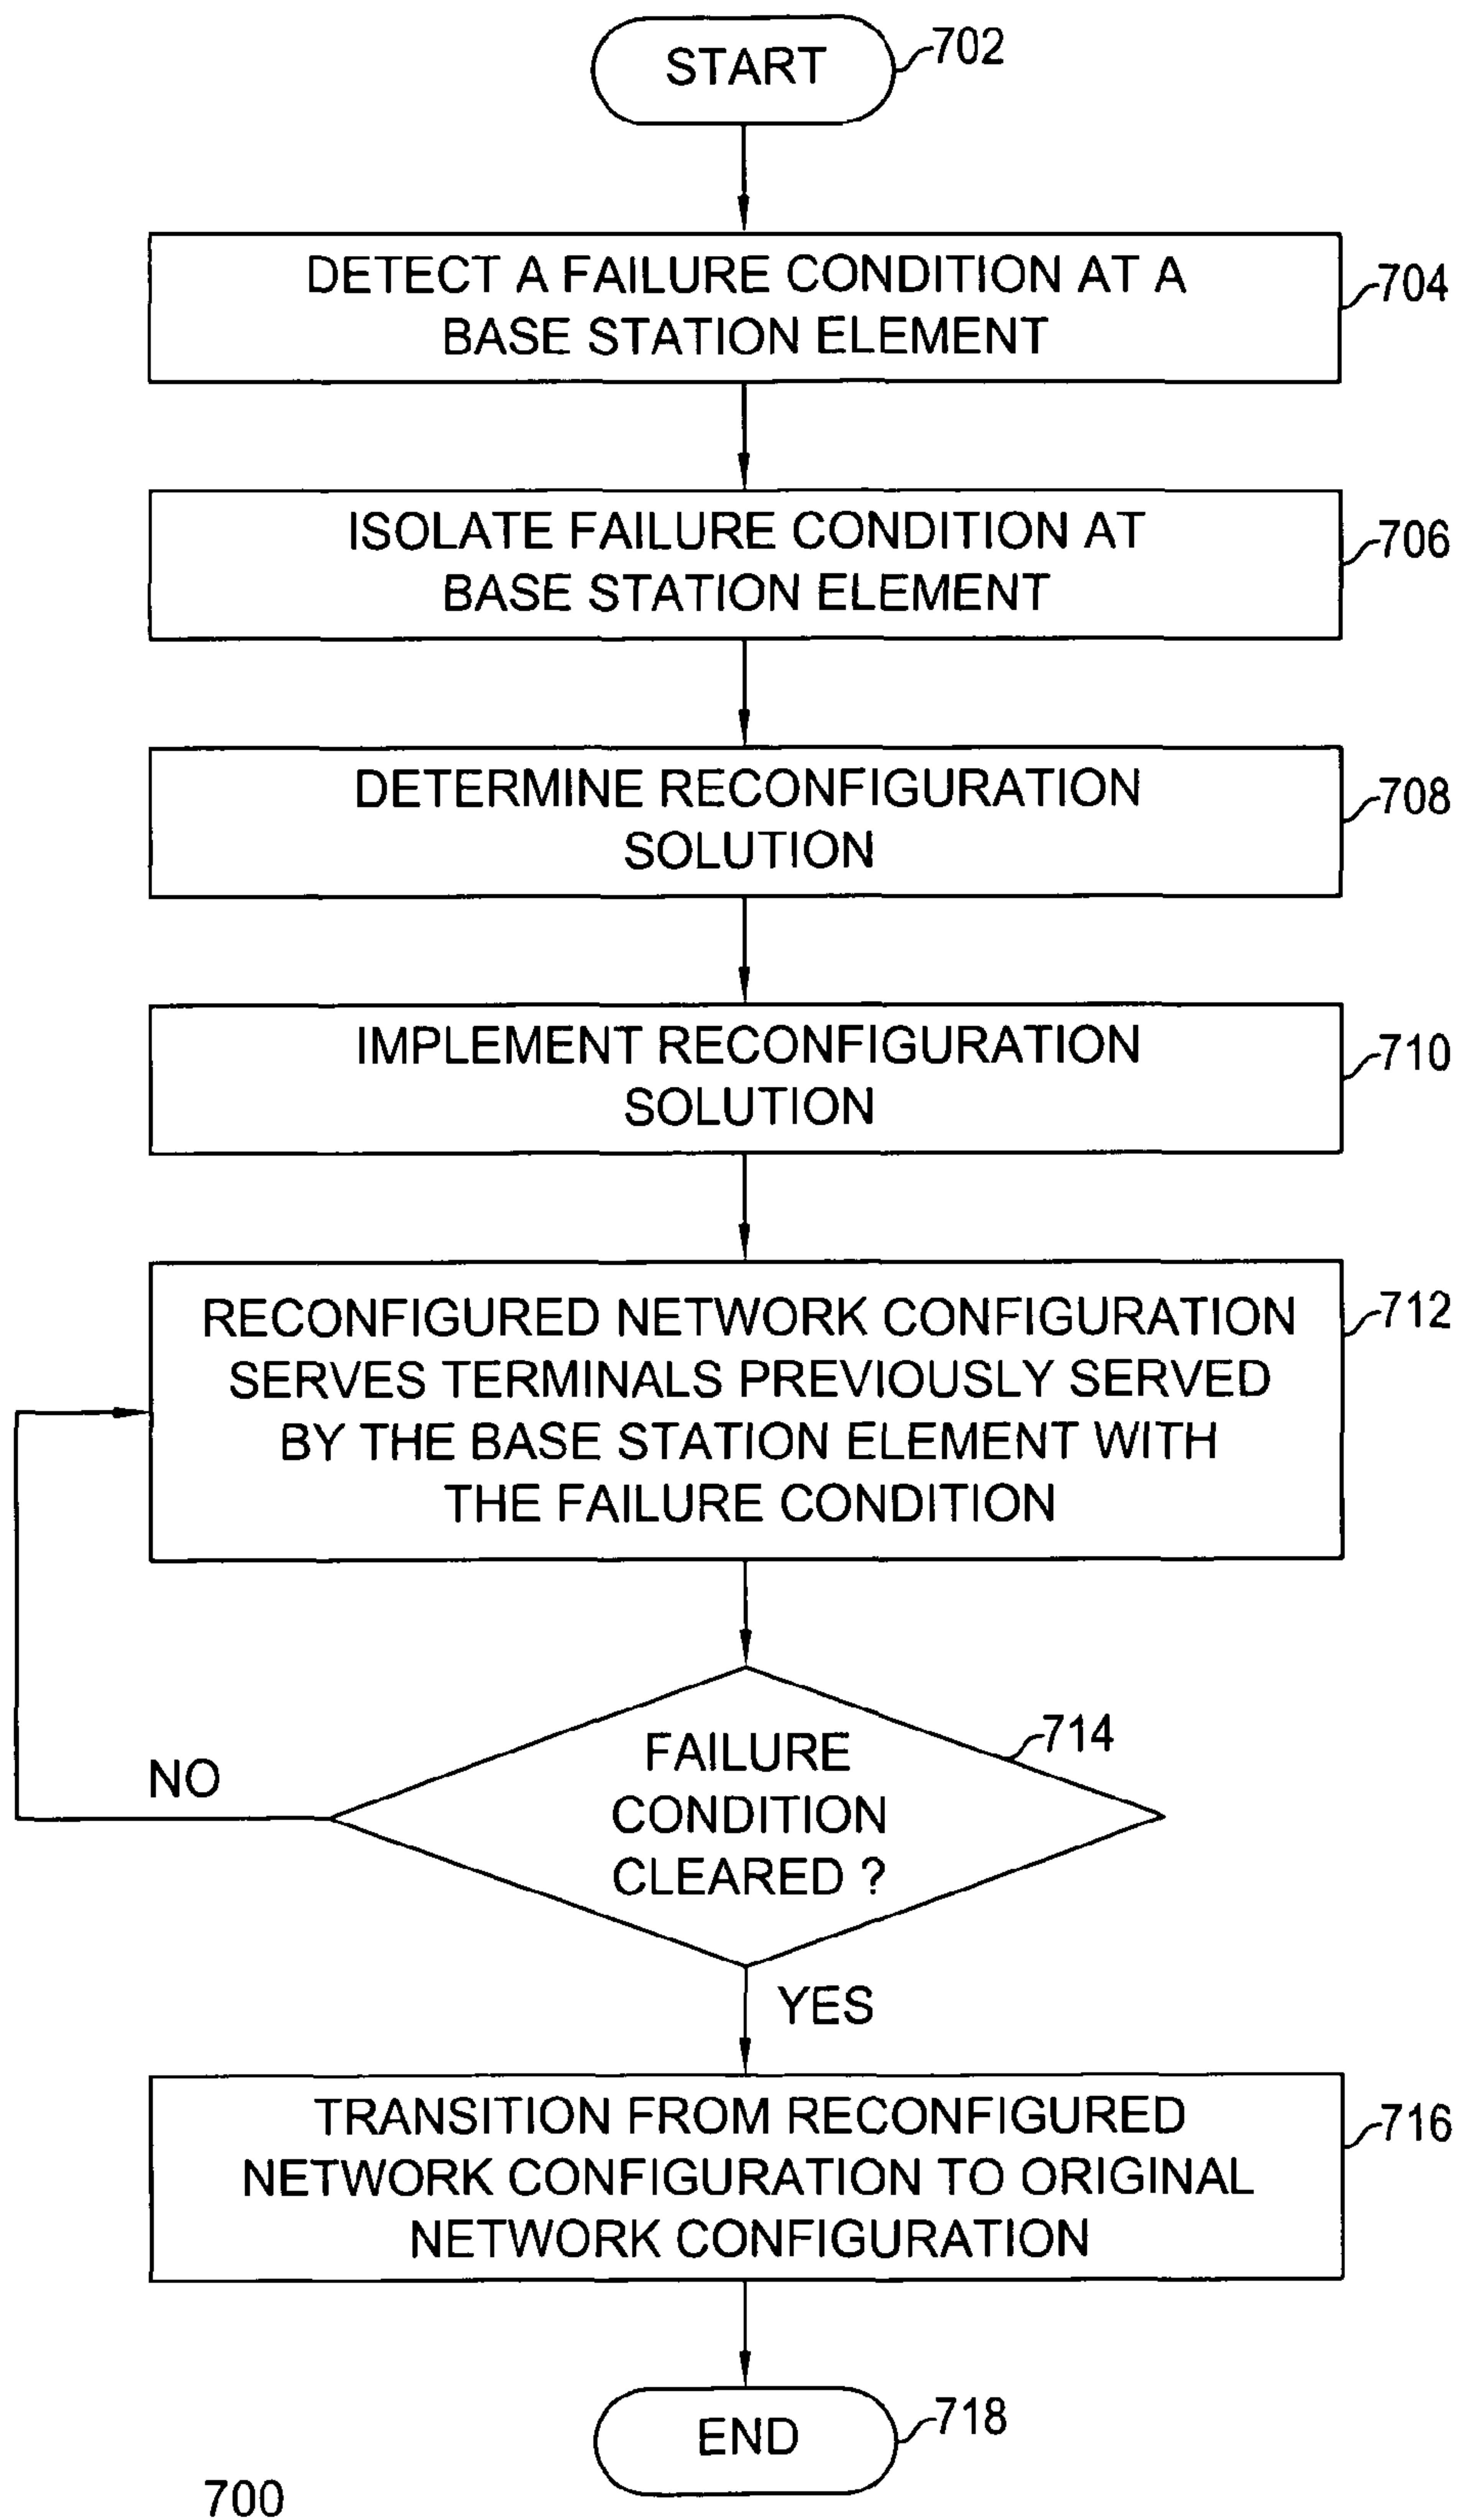 START
702
DETECT A FAILURE CONDITION AT A
BASE STATION ELEMENT
704
ISOLATE FAILURE CONDITION AT
BASE STATION ELEMENT
706
DETERMINE RECONFIGURATION
SOLUTION
708
IMPLEMENT RECONFIGURATION
SOLUTION
710
RECONFIGURED NETWORK CONFIGURATION
SERVES TERMINALS PREVIOUSLY SERVED
BY THE BASE STATION ELEMENT WITH
THE FAILURE CONDITION
712
FAILURE
CONDITION
CLEARED ?
714
NO
YES
TRANSITION FROM RECONFIGURED
NETWORK CONFIGURATION TO ORIGINAL
NETWORK CONFIGURATION
716
END
718
700